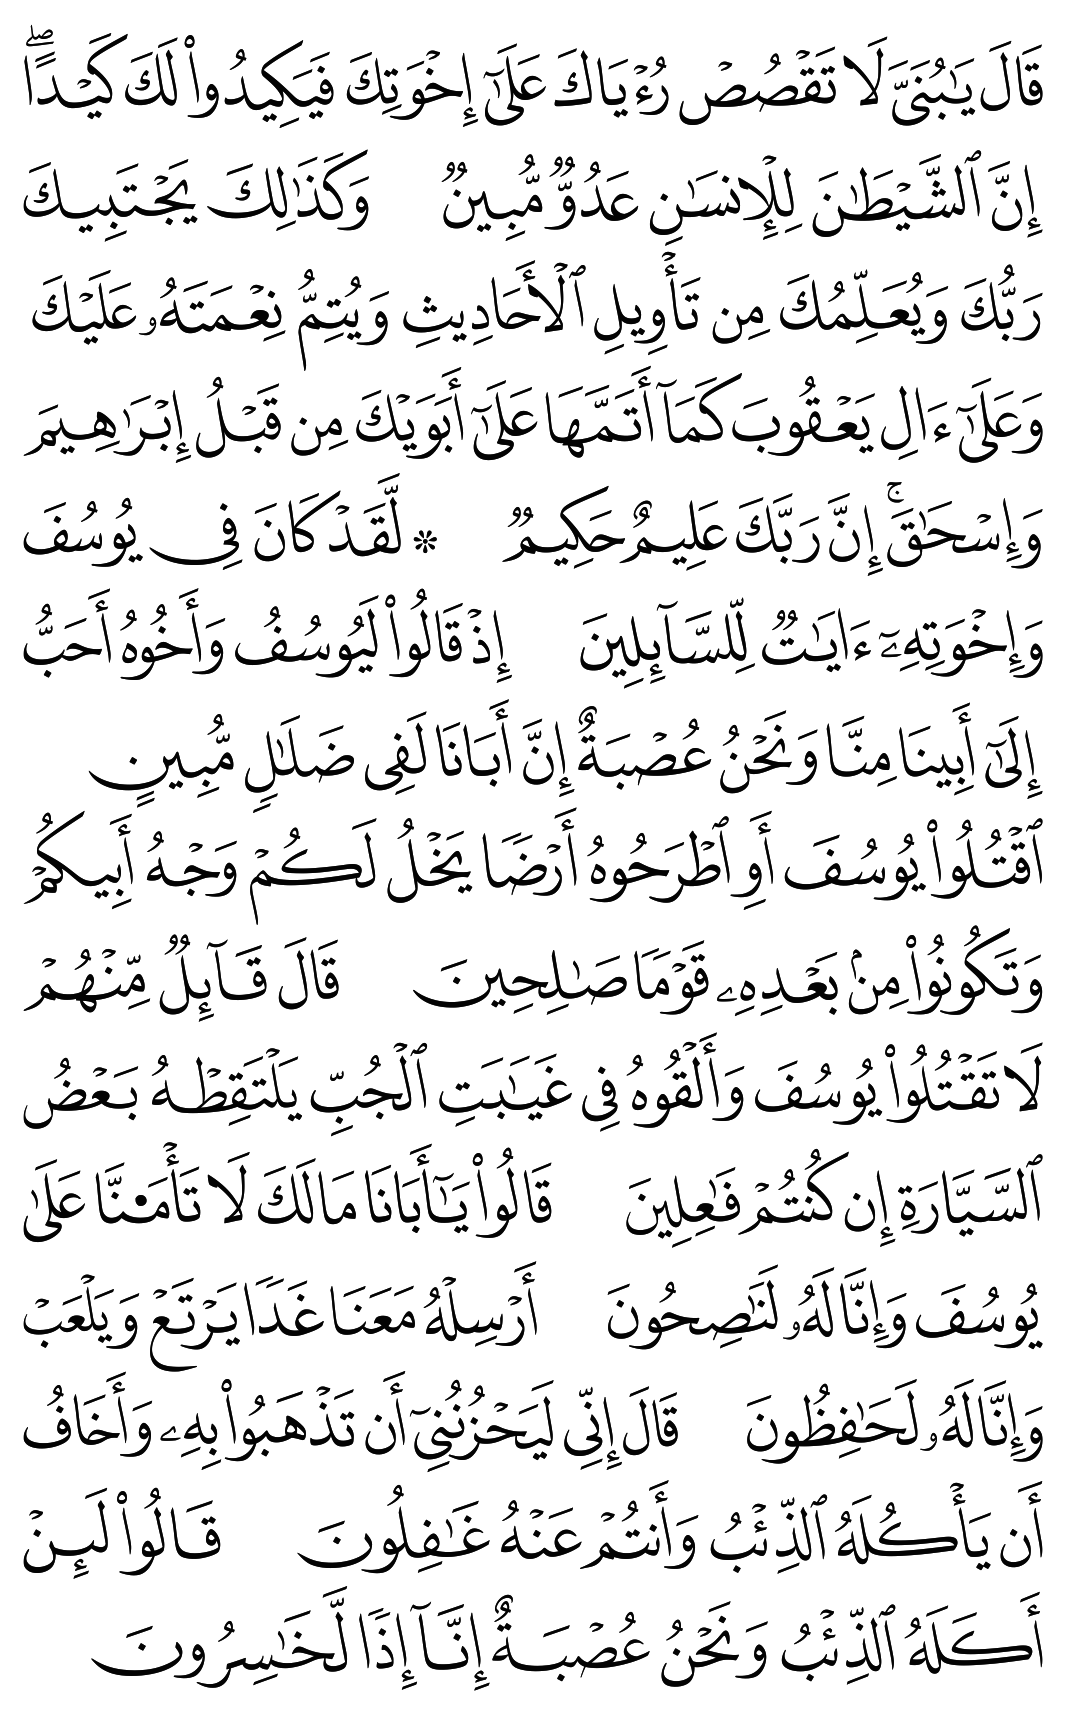 قَالَ يَٰبُنَىَّ لَا تَقْصُصْ رُءْيَاكَ عَلَىٰٓ إِخْوَتِكَ فَيَكِيدُوا۟ لَكَ كَيْدًا ۖ
إِنَّ ٱلشَّيْطَٰنَ لِلْإِنسَٰنِ عَدُوٌّ مُّبِينٌ وَكَذَٰلِكَ يَجْتَبِيكَ
رَبُّكَ وَيُعَلِّمُكَ مِن تَأْوِيلِ ٱلْأَحَادِيثِ وَيُتِمُّ نِعْمَتَهُۥ عَلَيْكَ
وَعَلَىٰٓ ءَالِ يَعْقُوبَ كَمَآ أَتَمَّهَا عَلَىٰٓ أَبَوَيْكَ مِن قَبْلُ إِبْرَٰهِيمَ
وَإِسْحَٰقَ ۚ إِنَّ رَبَّكَ عَلِيمٌ حَكِيمٌ * لَّقَدْ كَانَ فِى يُوسُفَ
وَإِخْوَتِهِۦٓ ءَايَٰتٌ لِّلسَّآئِلِينَ إِذْ قَالُوا۟ لَيُوسُفُ وَأَخُوهُ أَحَبُّ
إِلَىٰٓ أَبِينَا مِنَّا وَنَحْنُ عُصْبَةٌ إِنَّ أَبَانَا لَفِى ضَلَٰلٍ مُّبِينٍ
ٱقْتُلُوا۟ يُوسُفَ أَوِ ٱطْرَحُوهُ أَرْضًا يَخْلُ لَكُمْ وَجْهُ أَبِيكُمْ
وَتَكُونُوا۟ مِنۢ بَعْدِهِۦ قَوْمًا صَٰلِحِينَ قَالَ قَآئِلٌ مِّنْهُمْ
لَا تَقْتُلُوا۟ يُوسُفَ وَأَلْقُوهُ فِى غَيَٰبَتِ ٱلْجُبِّ يَلْتَقِطْهُ بَعْضُ
ٱلسَّيَّارَةِ إِن كُنتُمْ فَٰعِلِينَ قَالُوا۟ يَٰٓأَبَانَا مَا لَكَ لَا تَأْمَ۬نَّا عَلَىٰ
يُوسُفَ وَإِنَّا لَهُۥ لَنَٰصِحُونَ أَرْسِلْهُ مَعَنَا غَدًا يَرْتَعْ وَيَلْعَبْ
وَإِنَّا لَهُۥ لَحَٰفِظُونَ قَالَ إِنِّى لَيَحْزُنُنِىٓ أَن تَذْهَبُوا۟ بِهِۦ وَأَخَافُ
أَن يَأْكُلَهُ ٱلذِّئْبُ وَأَنتُمْ عَنْهُ غَٰفِلُونَ قَالُوا۟ لَئِنْ
أَكَلَهُ ٱلذِّئْبُ وَنَحْنُ عُصْبَةٌ إِنَّآ إِذًا لَّخَٰسِرُونَ